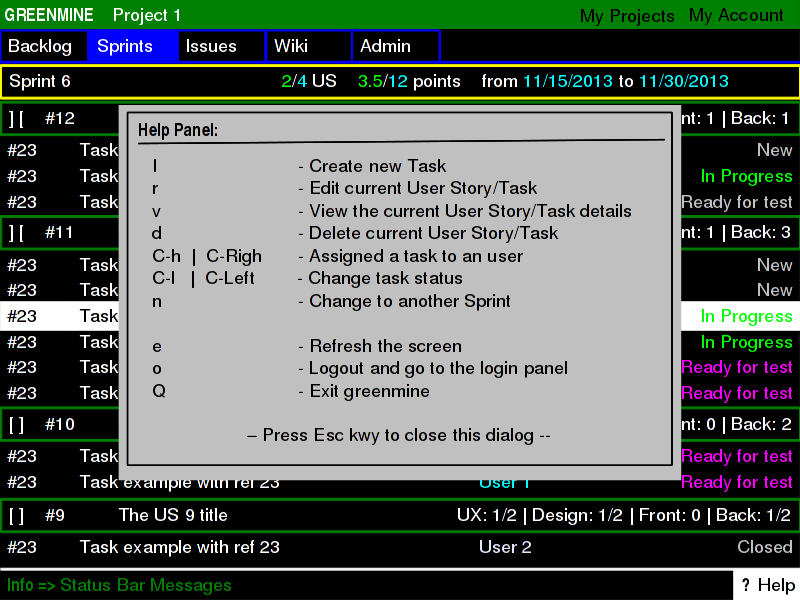 GREENMINE Project 1 My Projects My Account
Backlog Sprints Issues Wiki Admin
Sprint 6 2/4 US 3.5/12 points from 11/15/2013 to 11/30/2013
] [ #12 nt: 1 | Back: 1
#23 Task New
#23 Task In Progress
#23 Task Ready for test
] [ #11 nt: 1 | Back: 3
#23 Task New
#23 Task New
#23 Task In Progress
#23 Task In Progress
#23 Task Ready for test
#23 Task Ready for test
[ ] #10 nt: 0 | Back: 2
#23 Task Ready for test
#23 Task example with ref 23 User 1 Ready for test
[ ] #9 The US 9 title UX: 1/2 | Design: 1/2 | Front: 0 | Back: 1/2
#23 Task example with ref 23 User 2 Closed
Info => Status Bar Messages ? Help
Help Panel:
l - Create new Task
r - Edit current User Story/Task
v - View the current User Story/Task details
d - Delete current User Story/Task
C-h | C-Righ - Assigned a task to an user
C-l | C-Left - Change task status
n - Change to another Sprint
e - Refresh the screen
o - Logout and go to the login panel
Q - Exit greenmine
– Press Esc kwy to close this dialog --